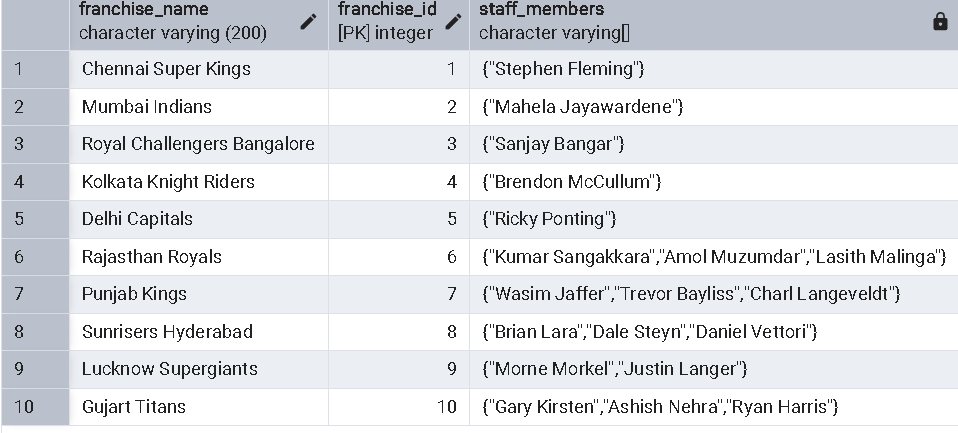 franchise_name franchise_id staff_members
character varying (200) [PK] integer character varying[]
1 Chennai Super Kings 1 {"Stephen Fleming"}
2 Mumbai Indians 2 {"Mahela Jayawardene"}
3 Royal Challengers Bangalore 3 {"Sanjay Bangar"}
4 Kolkata Knight Riders 4 {"Brendon McCullum"}
5 Delhi Capitals 5 {"Ricky Ponting"}
6 Rajasthan Royals 6 {"Kumar Sangakkara","Amol Muzumdar","Lasith Malinga"}
7 Punjab Kings 7 {"Wasim Jaffer","Trevor Bayliss","Charl Langeveldt"}
8 Sunrisers Hyderabad 8 {"Brian Lara","Dale Steyn","Daniel Vettori"}
9 Lucknow Supergiants 9 {"Morne Morkel","Justin Langer"}
10 Gujart Titans 10 {"Gary Kirsten","Ashish Nehra","Ryan Harris"}